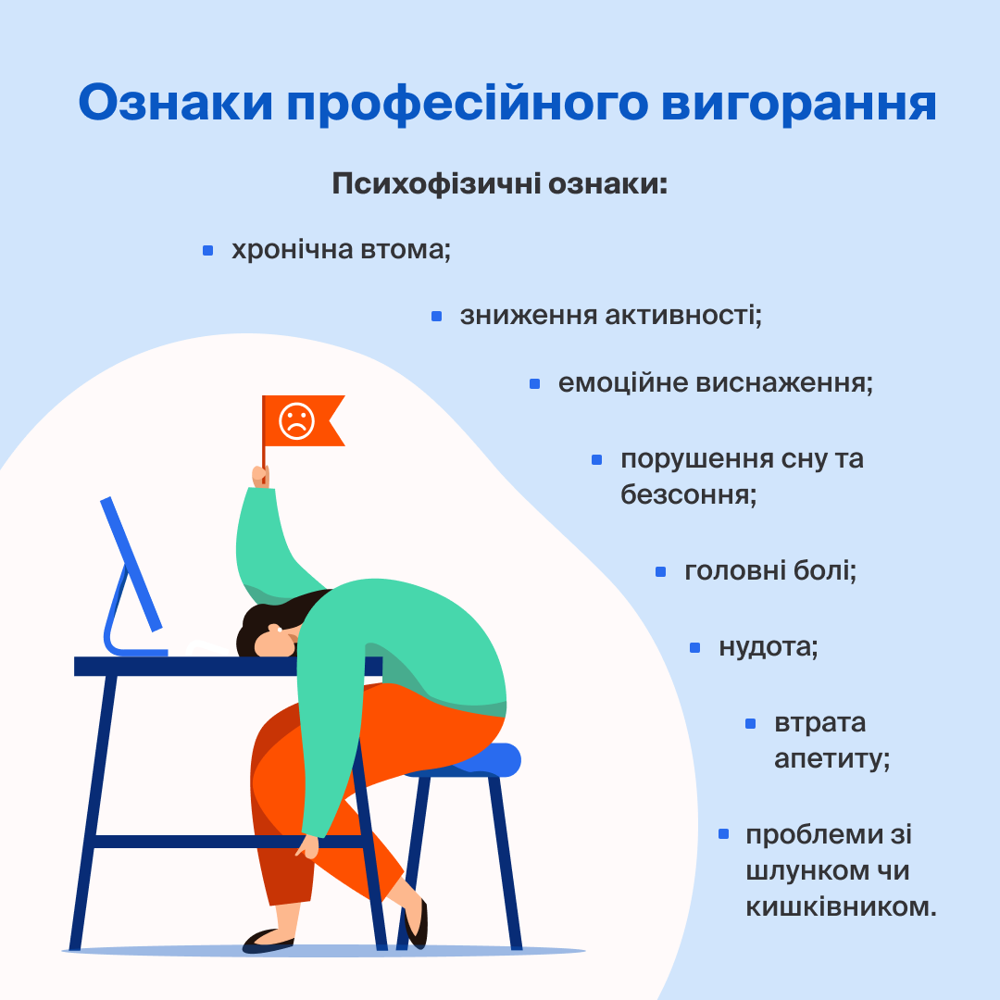 Ознаки професійного вигорання
Психофізичні ознаки:
хронічна втома;
зниження активності;
емоційне виснаження;
порушення сну та
безсоння;
головні болі;
нудота;
втрата
апетиту;
проблеми зі
шлунком чи
кишківником.